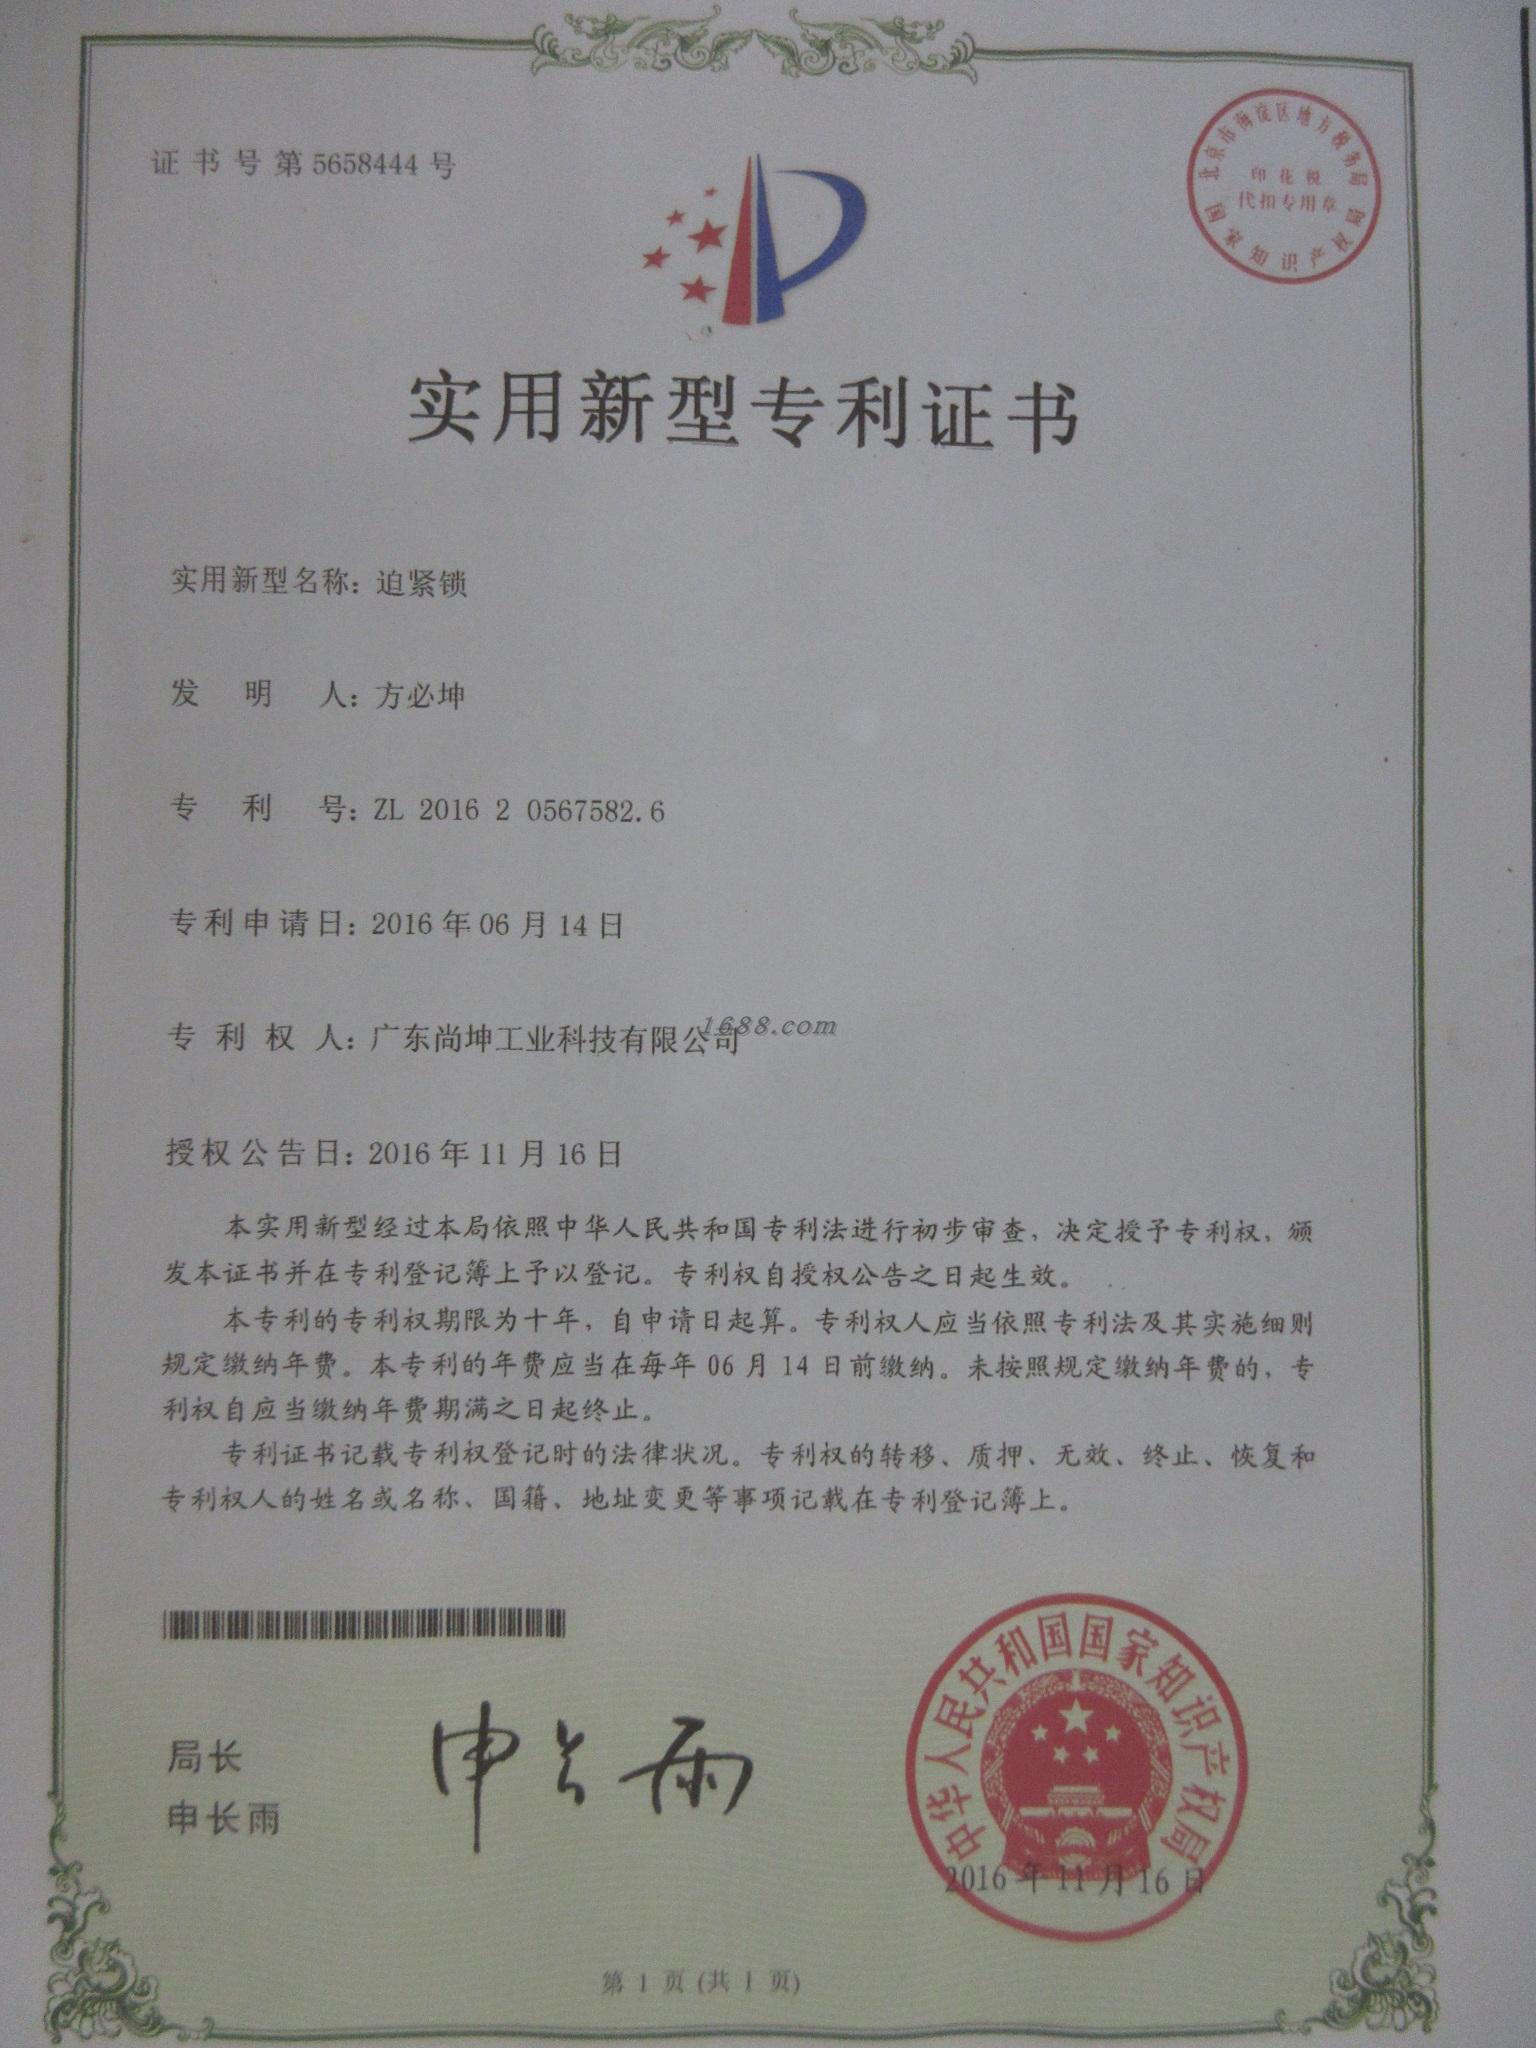 证书号第5658444号
北京市海淀区地方税务局
印花税
代扣专用章
国家知识产权局
实用新型专利证书
实用新型名称：迫紧锁
发明人：方必坤
专利号：ZL 2016 2 0567582.6
专利申请日：2016年06月14日
专利权人：广东尚坤工业科技有限公司
1688.com
授权公告日：2016年11月16日
本实用新型经过本局依照中华人民共和国专利法进行初步审查，决定授予专利权，颁
发本证书并在专利登记簿上予以登记。专利权自授权公告之日起生效。
本专利的专利权期限为十年，自申请日起算。专利权人应当依照专利法及其实施细则
规定缴纳年费。本专利的年费应当在每年06月14日前缴纳。未按照规定缴纳年费的，专
利权自应当缴纳年费期满之日起终止。
专利证书记载专利权登记时的法律状况。专利权的转移、质押、无效、终止、恢复和
专利权人的姓名或名称、国籍、地址变更等事项记载在专利登记簿上。
局长
申长雨
申长雨
中华人民共和国国家知识产权局
2016年11月16日
第1页(共1页)